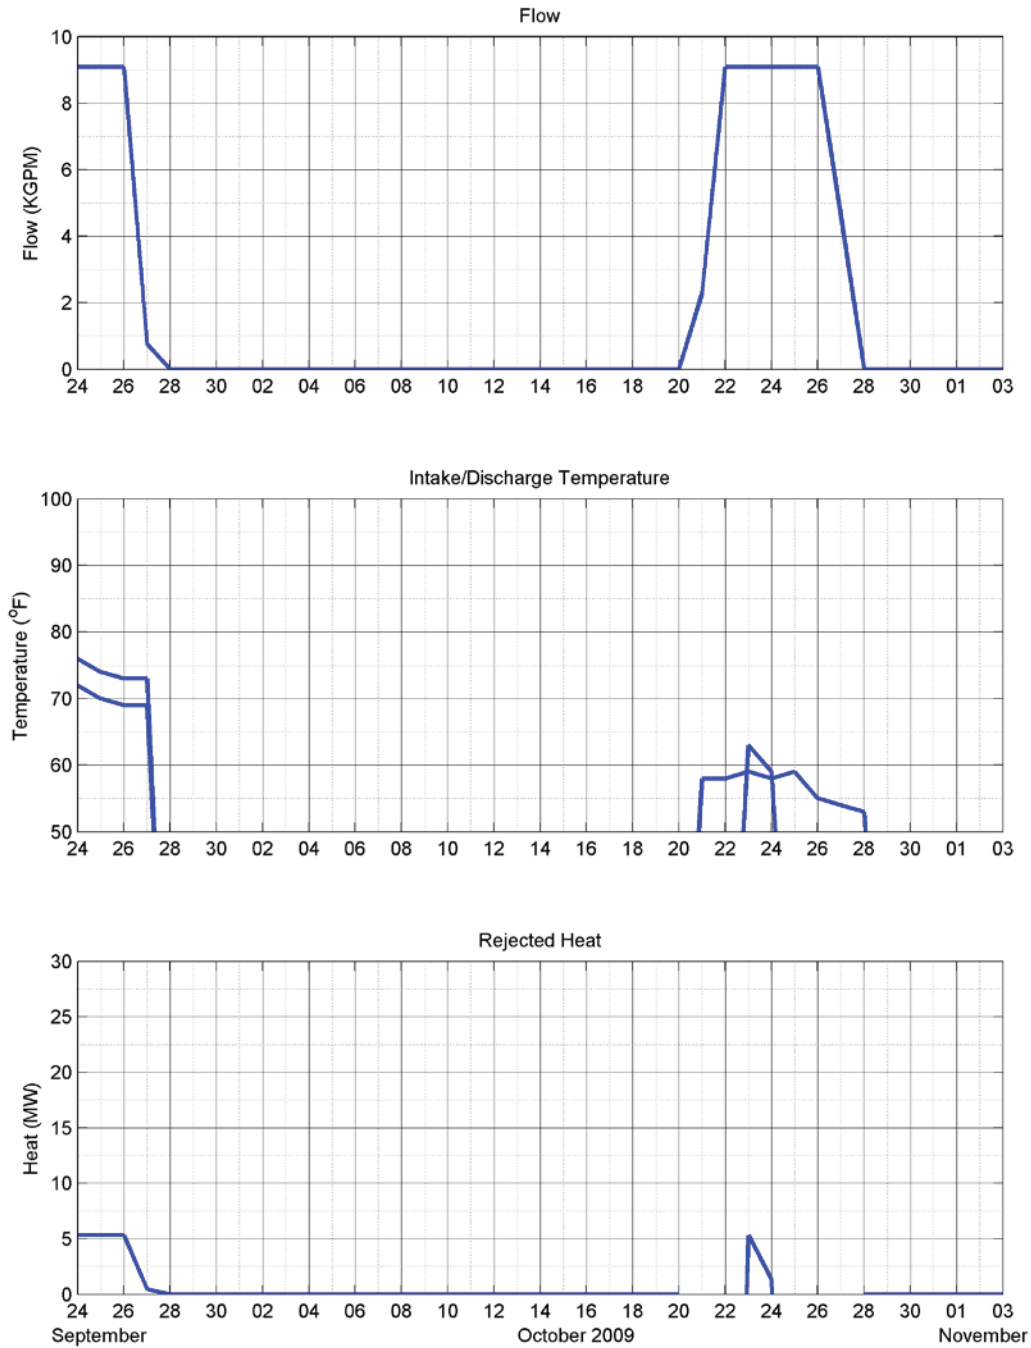 Flow
10
8
6
4
2
0
Flow (KGPM)
24 26 28 30 02 04 06 08 10 12 14 16 18 20 22 24 26 28 30 01 03
Intake/Discharge Temperature
100
90
80
70
60
50
Temperature (°F)
24 26 28 30 02 04 06 08 10 12 14 16 18 20 22 24 26 28 30 01 03
Rejected Heat
30
25
20
15
10
5
0
Heat (MW)
24 26 28 30 02 04 06 08 10 12 14 16 18 20 22 24 26 28 30 01 03
September October 2009 November